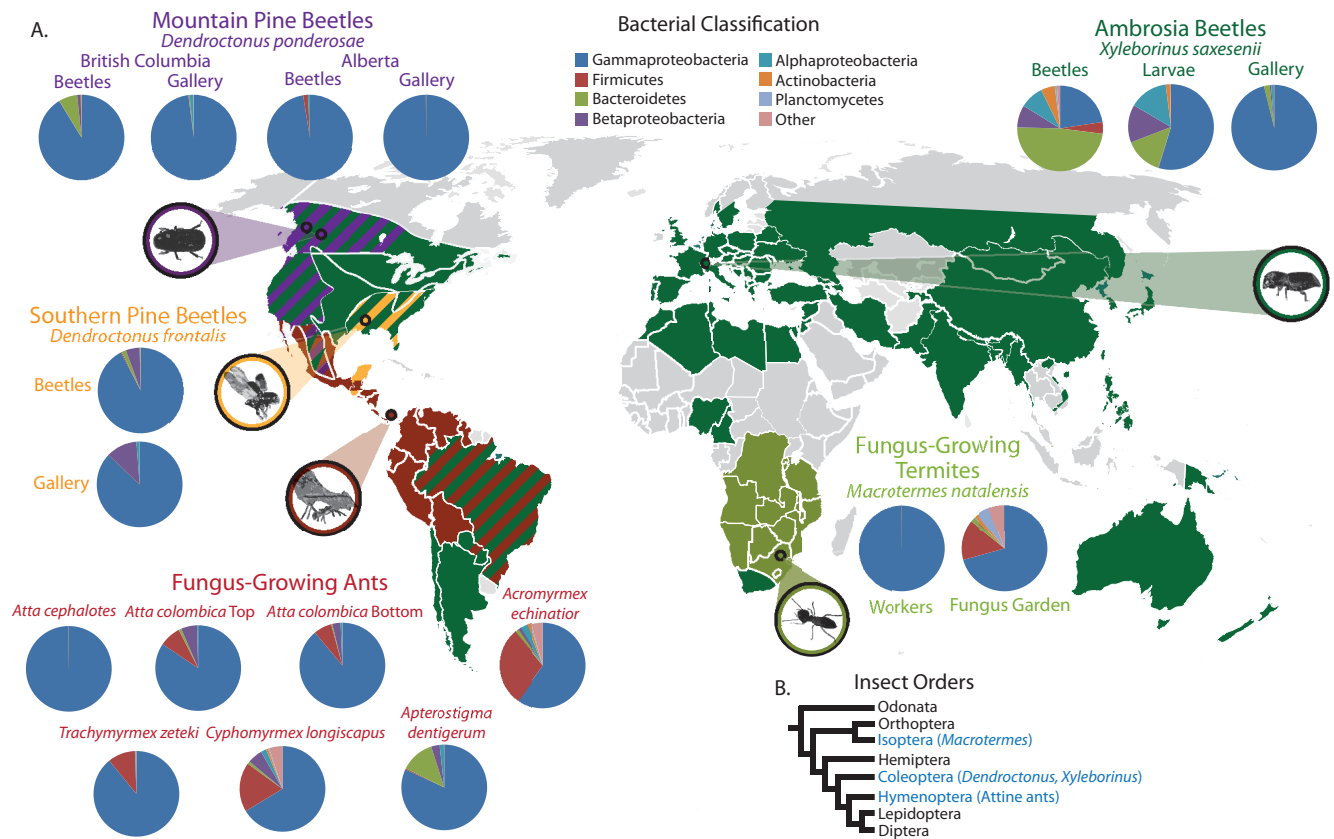 A.
Mountain Pine Beetles
Dendroctonus ponderosae
British Columbia
Alberta
Beetles
Gallery
Beetles
Gallery
Bacterial Classification
Gammaproteobacteria
Firmicutes
Bacteroidetes
Betaproteobacteria
Alphaproteobacteria
Actinobacteria
Planctomycetes
Other
Ambrosia Beetles
Xyleborinus saxesenii
Beetles
Larvae
Gallery
Southern Pine Beetles
Dendroctonus frontalis
Beetles
Gallery
Fungus-Growing
Termites
Macrotermes natalensis
Workers
Fungus Garden
Fungus-Growing Ants
Atta cephalotes
Atta colombica Top
Atta colombica Bottom
Acromyrmex
echinatior
Trachymyrmex zeteki
Cyphomyrmex longiscapus
Apterostigma
dentigerum
B.
Insect Orders
Odonata
Orthoptera
Isoptera (Macrotermes)
Hemiptera
Coleoptera (Dendroctonus, Xyleborinus)
Hymenoptera (Attine ants)
Lepidoptera
Diptera